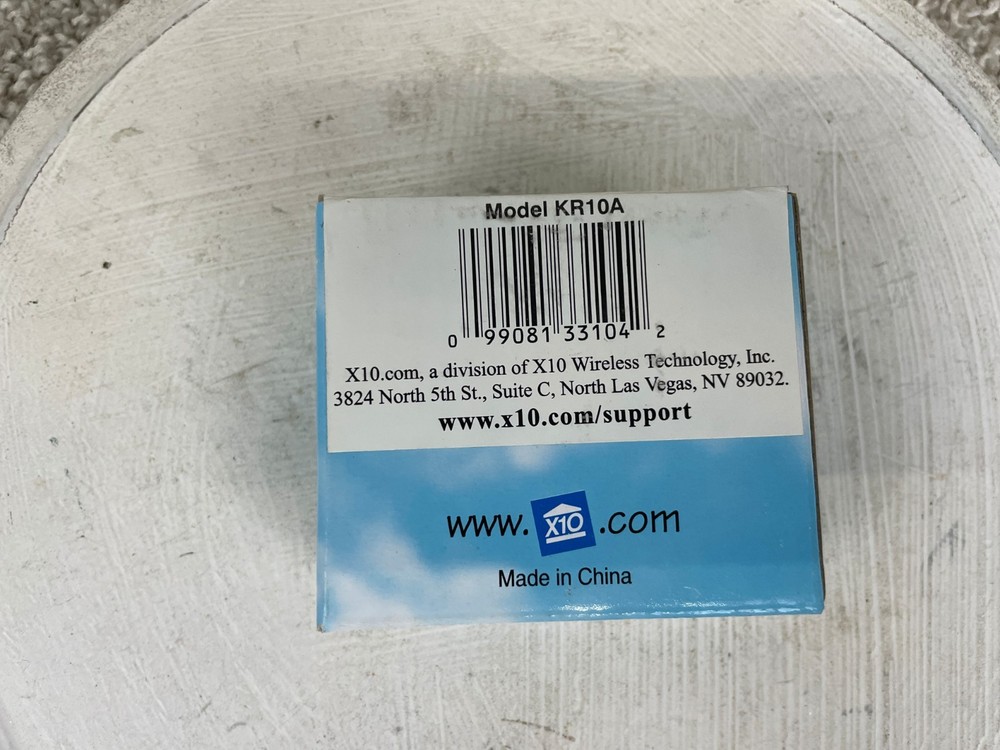 Model KR10A
0 99081 33104 2
X10.com, a division of X10 Wireless Technology, Inc.
3824 North 5th St., Suite C, North Las Vegas, NV 89032.
www.x10.com/support
www.X10.com
Made in China